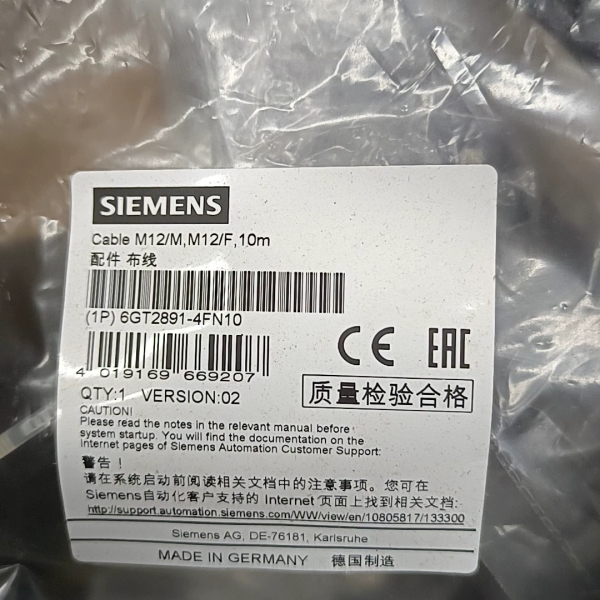 SIEMENS
Cable M12/M,M12/F,10m
配件 布线
(1P) 6GT2891-4FN10
CE EAC
4 019169 669207
QTY:1 VERSION:02
质量检验合格
CAUTION!
Please read the notes in the relevant manual before
system startup. You will find the documentation on the
internet pages of Siemens Automation Customer Support:
警告！
请在系统启动前阅读相关文档中的注意事项。您可在
Siemens自动化客户支持的 Internet 页面上找到相关文档:
http://support.automation.siemens.com/WW/view/en/10805817/133300
Siemens AG, DE-76181, Karlsruhe
MADE IN GERMANY 德国制造